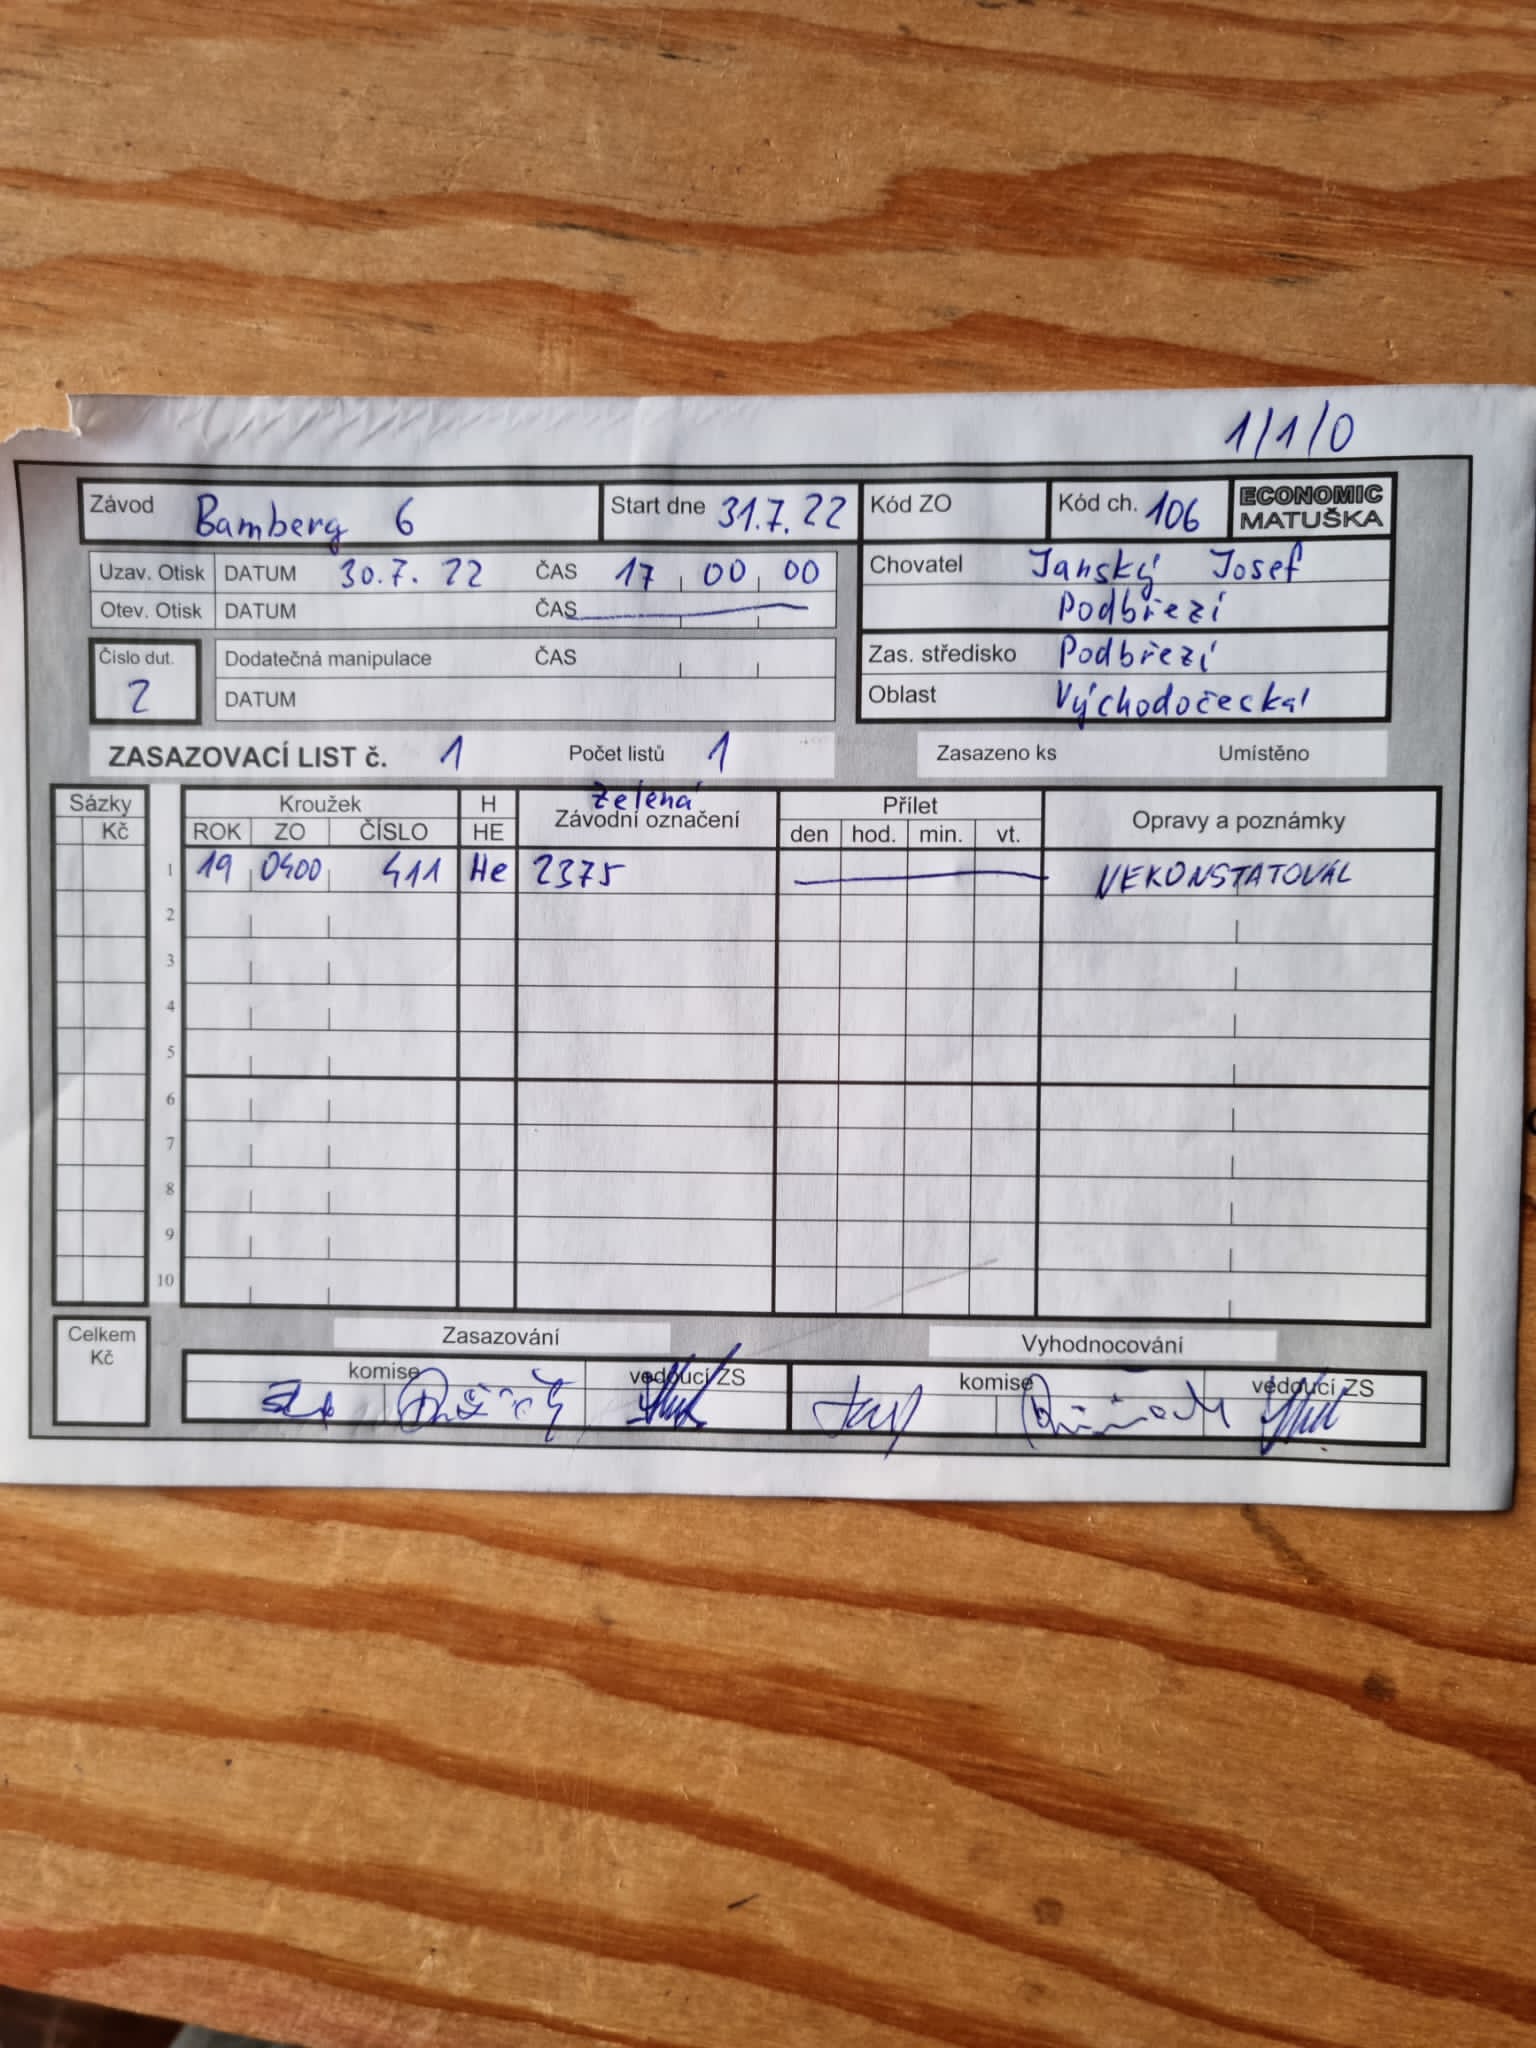 1/1/0
Závod Bamberg 6 Start dne 31.7.22 Kód ZO Kód ch. 106 ECONOMIC MATUŠKA
Uzav. Otisk DATUM 30.7.22 ČAS 17 00 00 Chovatel Janský Josef
Otev. Otisk DATUM ČAS Podbřezí
Číslo dut. Dodatečná manipulace ČAS Zas. středisko Podbřezí
2 DATUM Oblast Východočeská
ZASAZOVACÍ LIST č. 1 Počet listů 1 Zasazeno ks Umístěno
Sázky Kroužek H Zelená Přílet Opravy a poznámky
Kč ROK ZO ČÍSLO HE Závodní označení den hod. min. vt.
1 19 0400 411 He 2375 NEKONSTATOVAL
2
3
4
5
6
7
8
9
10
Celkem Zasazování Vyhodnocování
Kč komise vedoucí ZS komise vedoucí ZS